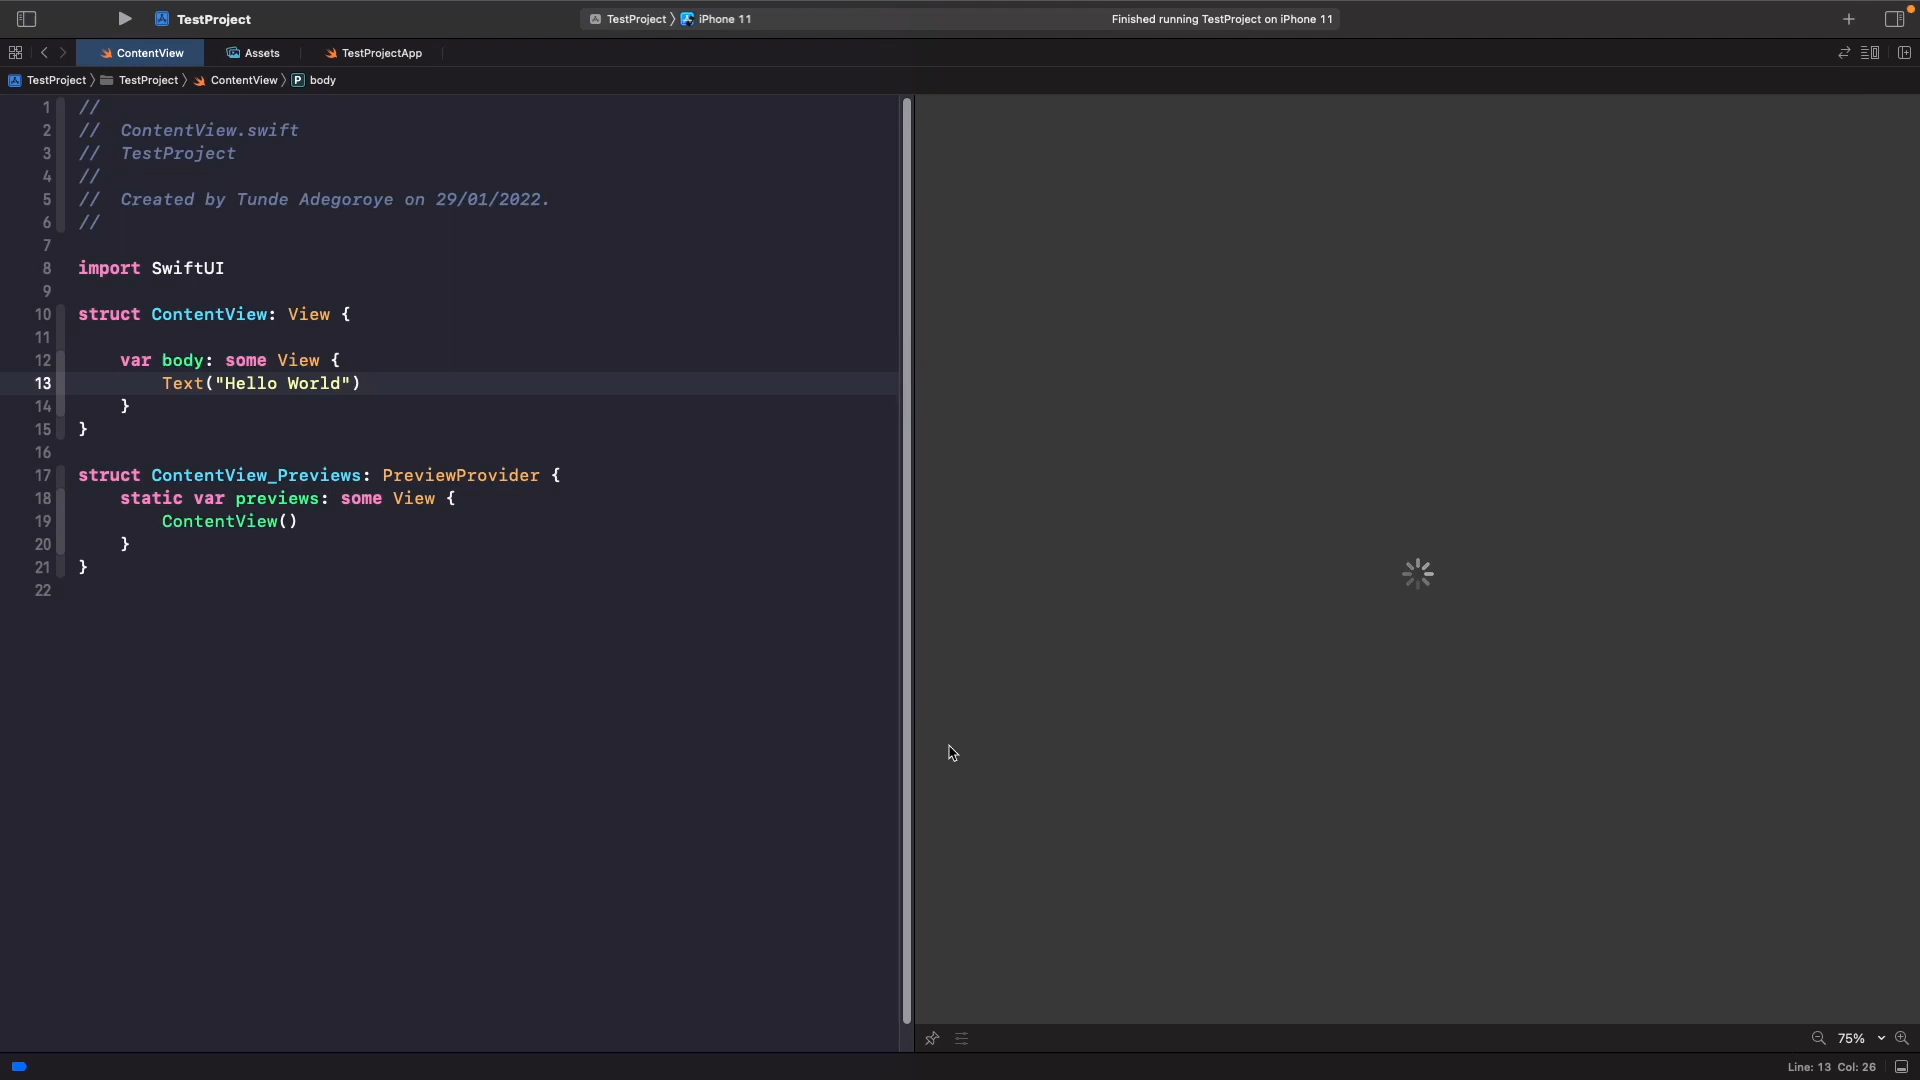 TestProject
TestProject 〉 iPhone 11
Finished running TestProject on iPhone 11
ContentView
Assets
TestProjectApp
TestProject 〉 TestProject 〉 ContentView 〉 P body
1 //
2 //  ContentView.swift
3 //  TestProject
4 //
5 //  Created by Tunde Adegoroye on 29/01/2022.
6 //
7
8 import SwiftUI
9
10 struct ContentView: View {
11
12     var body: some View {
13         Text("Hello World")
14     }
15 }
16
17 struct ContentView_Previews: PreviewProvider {
18     static var previews: some View {
19         ContentView()
20     }
21 }
22
75%
Line: 13 Col: 26